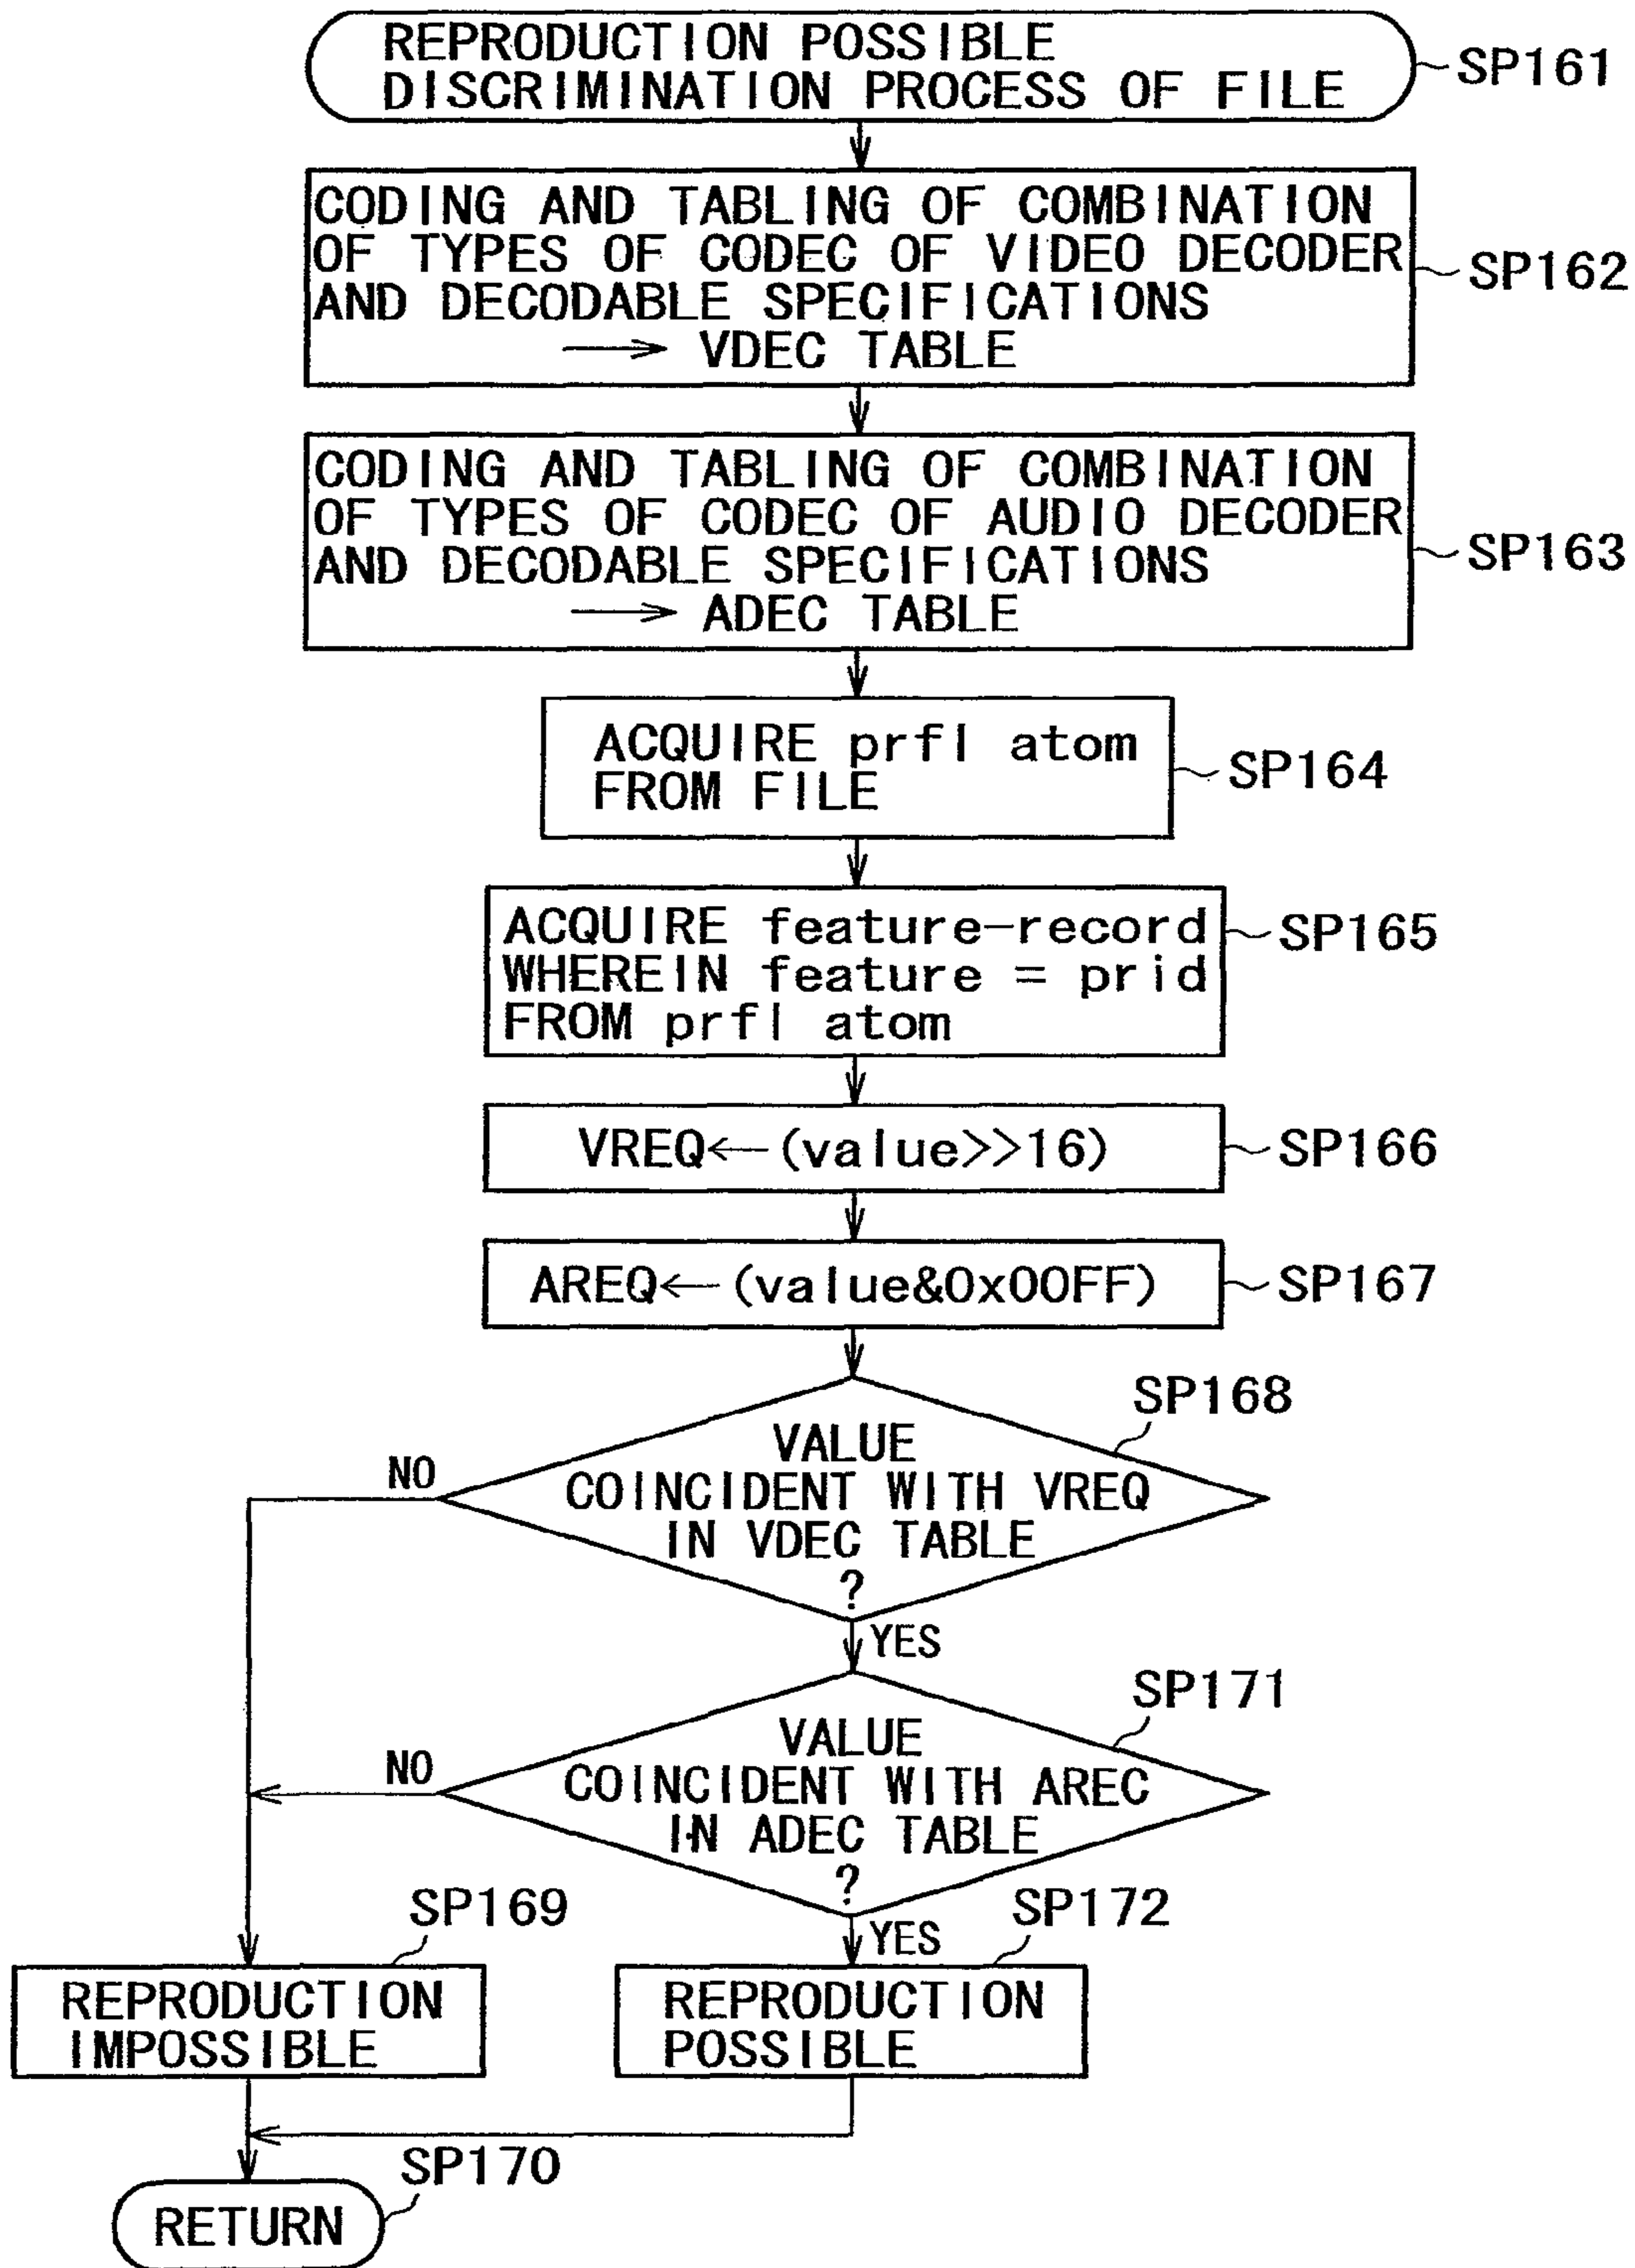 REPRODUCTION POSSIBLE
DISCRIMINATION PROCESS OF FILE
SP161
CODING AND TABLING OF COMBINATION
OF TYPES OF CODEC OF VIDEO DECODER
AND DECODABLE SPECIFICATIONS
→ VDEC TABLE
SP162
CODING AND TABLING OF COMBINATION
OF TYPES OF CODEC OF AUDIO DECODER
AND DECODABLE SPECIFICATIONS
→ ADEC TABLE
SP163
ACQUIRE prfl atom
FROM FILE
SP164
ACQUIRE feature-record
WHEREIN feature = prid
FROM prfl atom
SP165
VREQ←(value>>16)
SP166
AREQ←(value&0x00FF)
SP167
SP168
VALUE
COINCIDENT WITH VREQ
IN VDEC TABLE
?
NO
YES
SP171
VALUE
COINCIDENT WITH AREC
IN ADEC TABLE
?
NO
YES
SP169
REPRODUCTION
IMPOSSIBLE
SP172
REPRODUCTION
POSSIBLE
SP170
RETURN